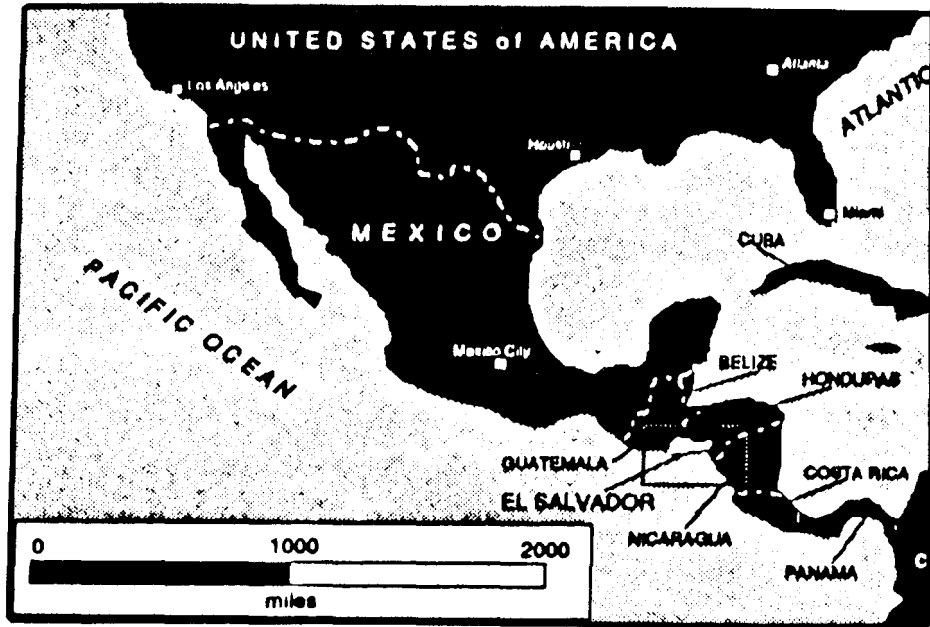 UNITED STATES of AMERICA
Atlanta
Los Angeles
ATLANTIC
Houst
Miami
MEXICO
CUBA
PACIFIC OCEAN
Mexico City
BELIZE
HONDURAS
GUATEMALA
COSTA RICA
EL SALVADOR
NICARAGUA
PANAMA
C
0 1000 2000
miles